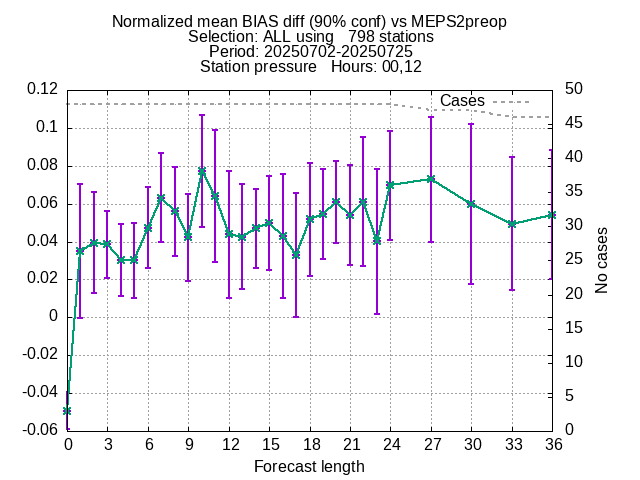 Normalized mean BIAS diff (90% conf) vs MEPS2preop
Selection: ALL using   798 stations
Period: 20250702-20250725
Station pressure   Hours: 00,12
Cases
0.12
0.1
0.08
0.06
0.04
0.02
0
-0.02
-0.04
-0.06
50
45
40
35
30
25
20
15
10
5
0
No cases
0 3 6 9 12 15 18 21 24 27 30 33 36
Forecast length